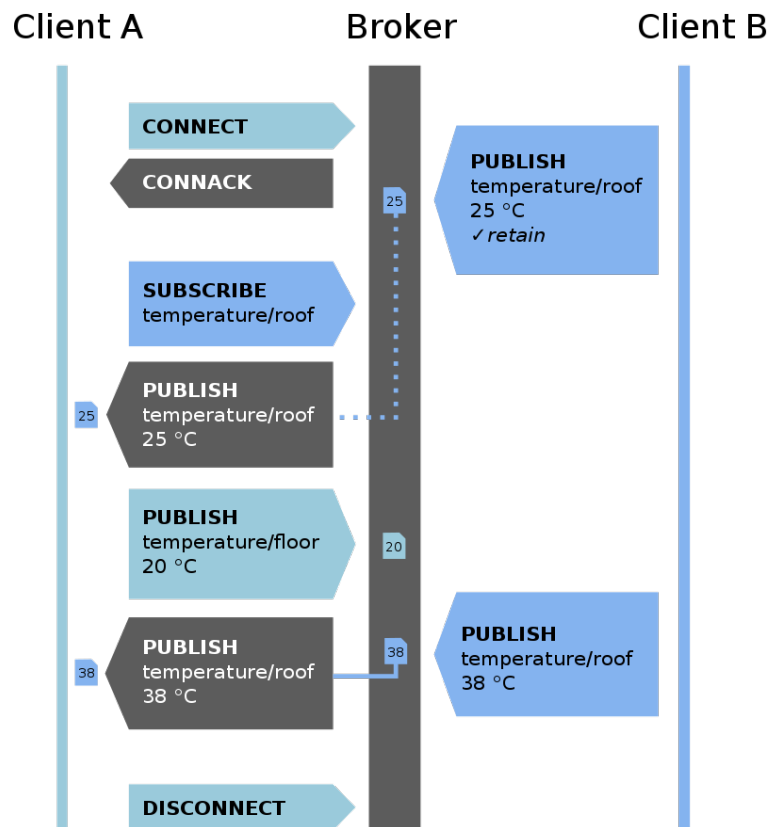 Client A
Broker
Client B
CONNECT
CONNACK
PUBLISH
temperature/roof
25 °C
✓retain
25
SUBSCRIBE
temperature/roof
PUBLISH
temperature/roof
25 °C
25
PUBLISH
temperature/floor
20 °C
20
PUBLISH
temperature/roof
38 °C
38
PUBLISH
temperature/roof
38 °C
38
DISCONNECT